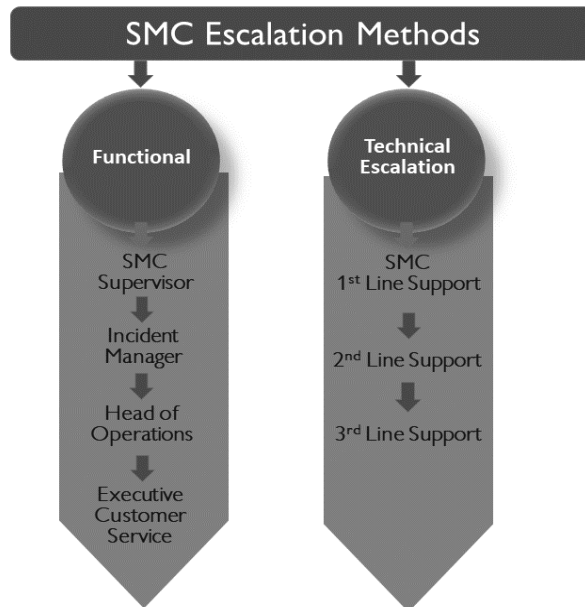 SMC Escalation Methods
Functional
SMC
Supervisor
Incident
Manager
Head of
Operations
Executive
Customer
Service
Technical
Escalation
SMC
1st Line Support
2nd Line Support
3rd Line Support